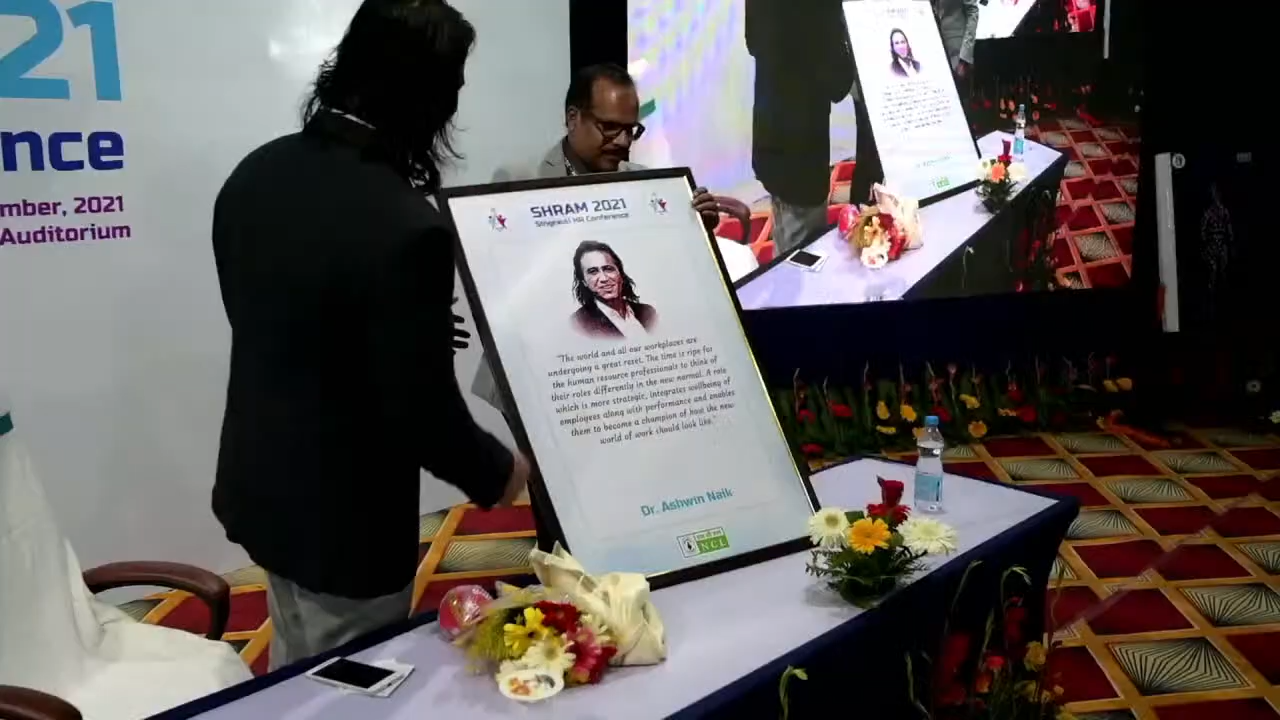 21
nce
mber, 2021
Auditorium
SHRAM 2021
Singrauli HR Conference
"The world and all our workplaces are
undergoing a great reset. The time is ripe for
the human resource professionals to think of
their roles differently in the new normal. A role
which is more strategic, integrates wellbeing of
employees along with performance and enables
them to become a champion of how the new
world of work should look like."
Dr. Ashwin Naik
NCL